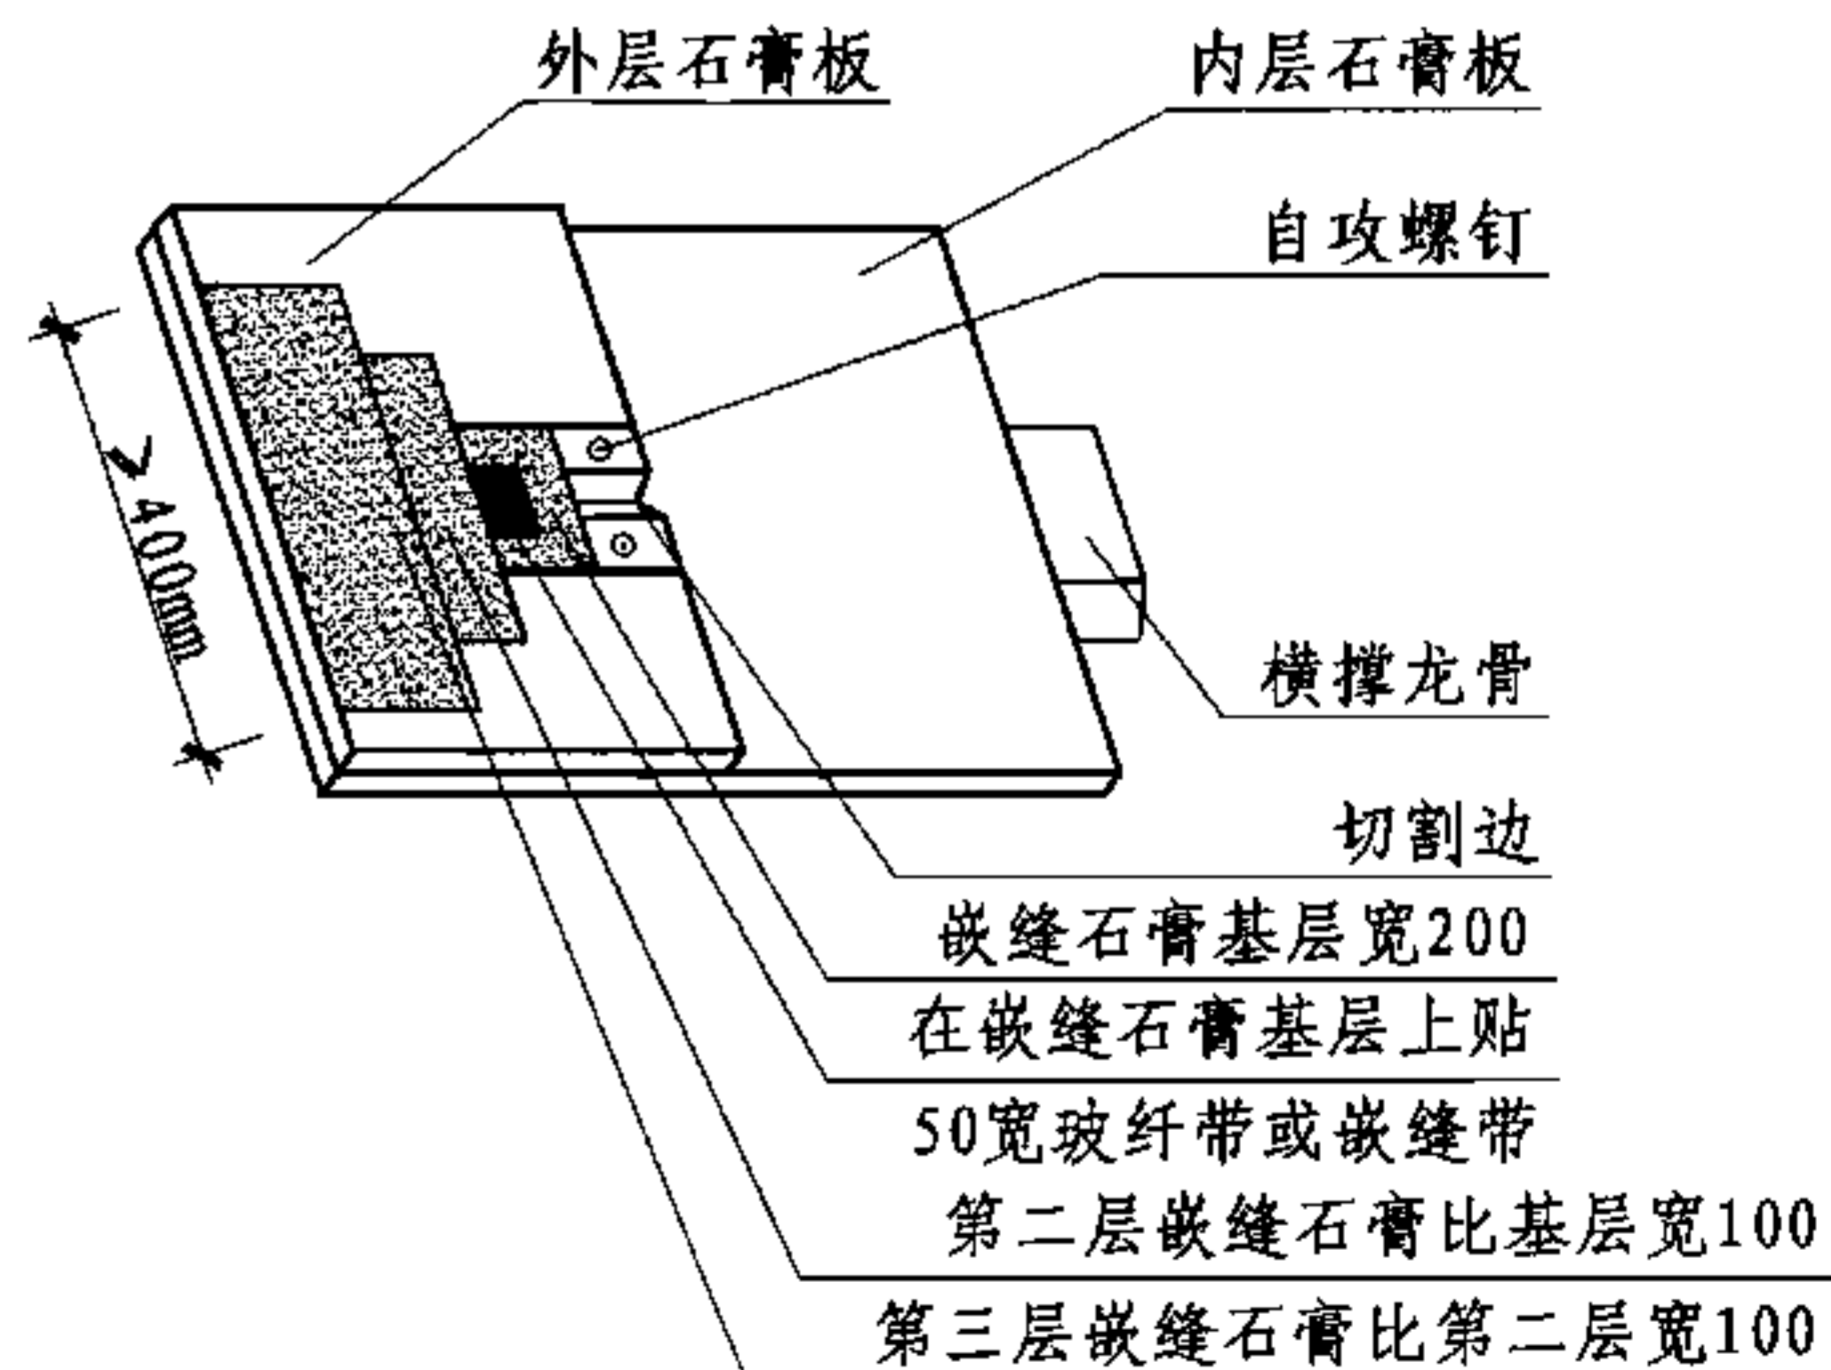 外层石膏板
内层石膏板
自攻螺钉
≥400mm
横撑龙骨
切割边
嵌缝石膏基层宽200
在嵌缝石膏基层上贴
50宽玻纤带或嵌缝带
第二层嵌缝石膏比基层宽100
第三层嵌缝石膏比第二层宽100